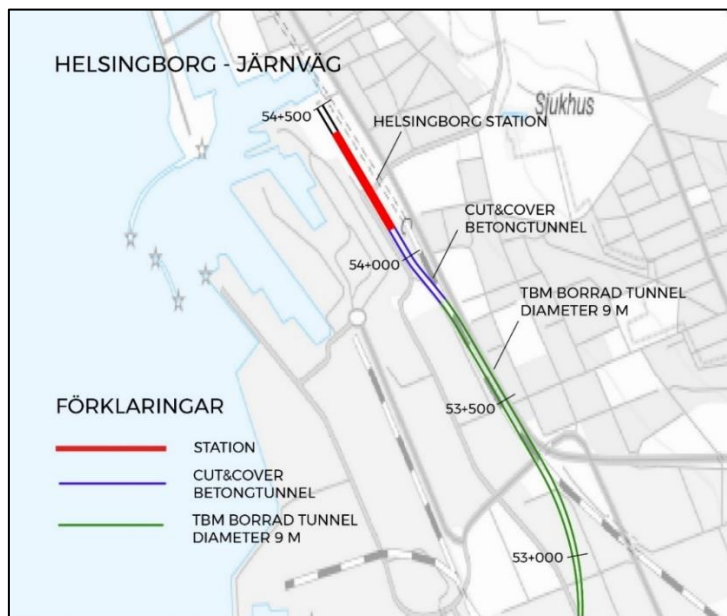 HELSINGBORG - JÄRNVÄG
54+500
Sjukhus
HELSINGBORG STATION
CUT&COVER
BETONGTUNNEL
54+000
TBM BORRAD TUNNEL
DIAMETER 9 M
53+500
53+000
FÖRKLARINGAR
STATION
CUT&COVER
BETONGTUNNEL
TBM BORRAD TUNNEL
DIAMETER 9 M